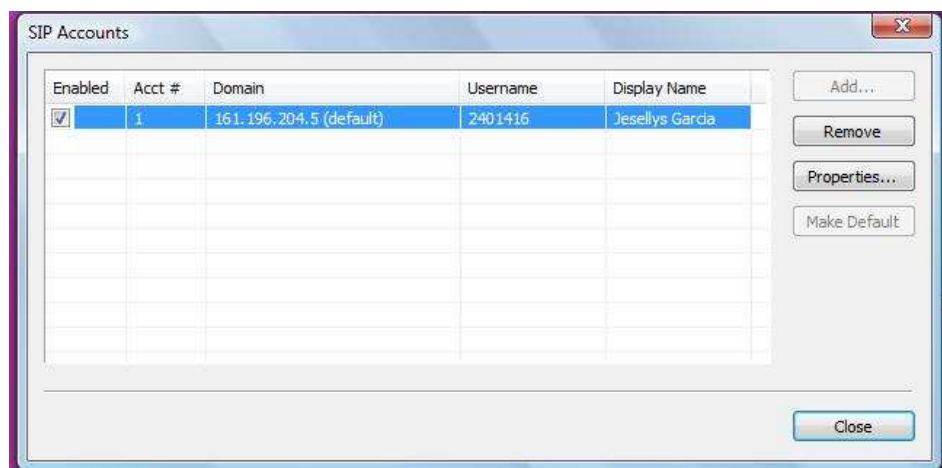 SIP Accounts
Enabled Acct # Domain Username Display Name
1 161.196.204.5 (default) 2401416 Jesellys Garcia
Add...
Remove
Properties...
Make Default
Close